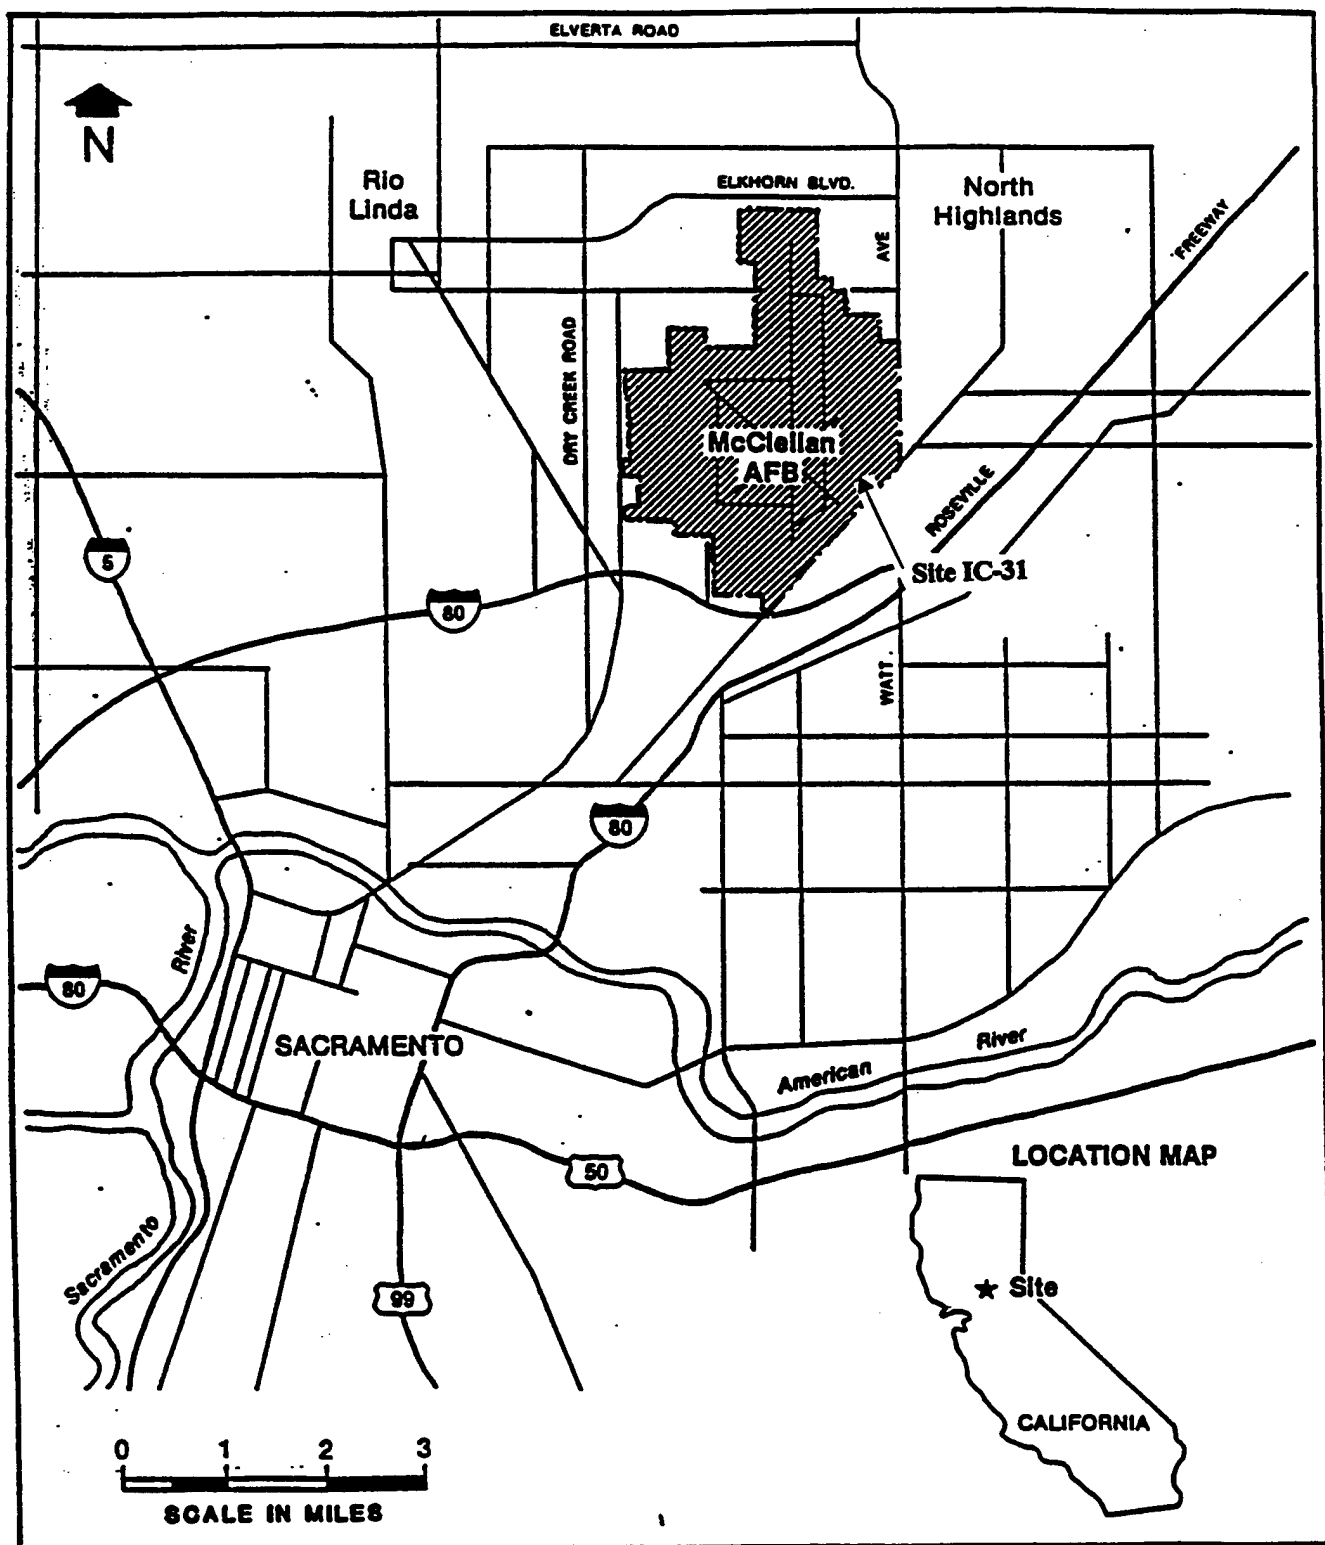 ELVERTA ROAD
N
Rio
Linda
ELKHORN BLVD.
North
Highlands
AVE
FREEWAY
DRY CREEK ROAD
McClellan
AFB
ROSEVILLE
5
Site IC-31
80
WATT.
80
River
80
SACRAMENTO
River
American
LOCATION MAP
50
Sacramento
Site
99
CALIFORNIA
0 1 2 3
SCALE IN MILES